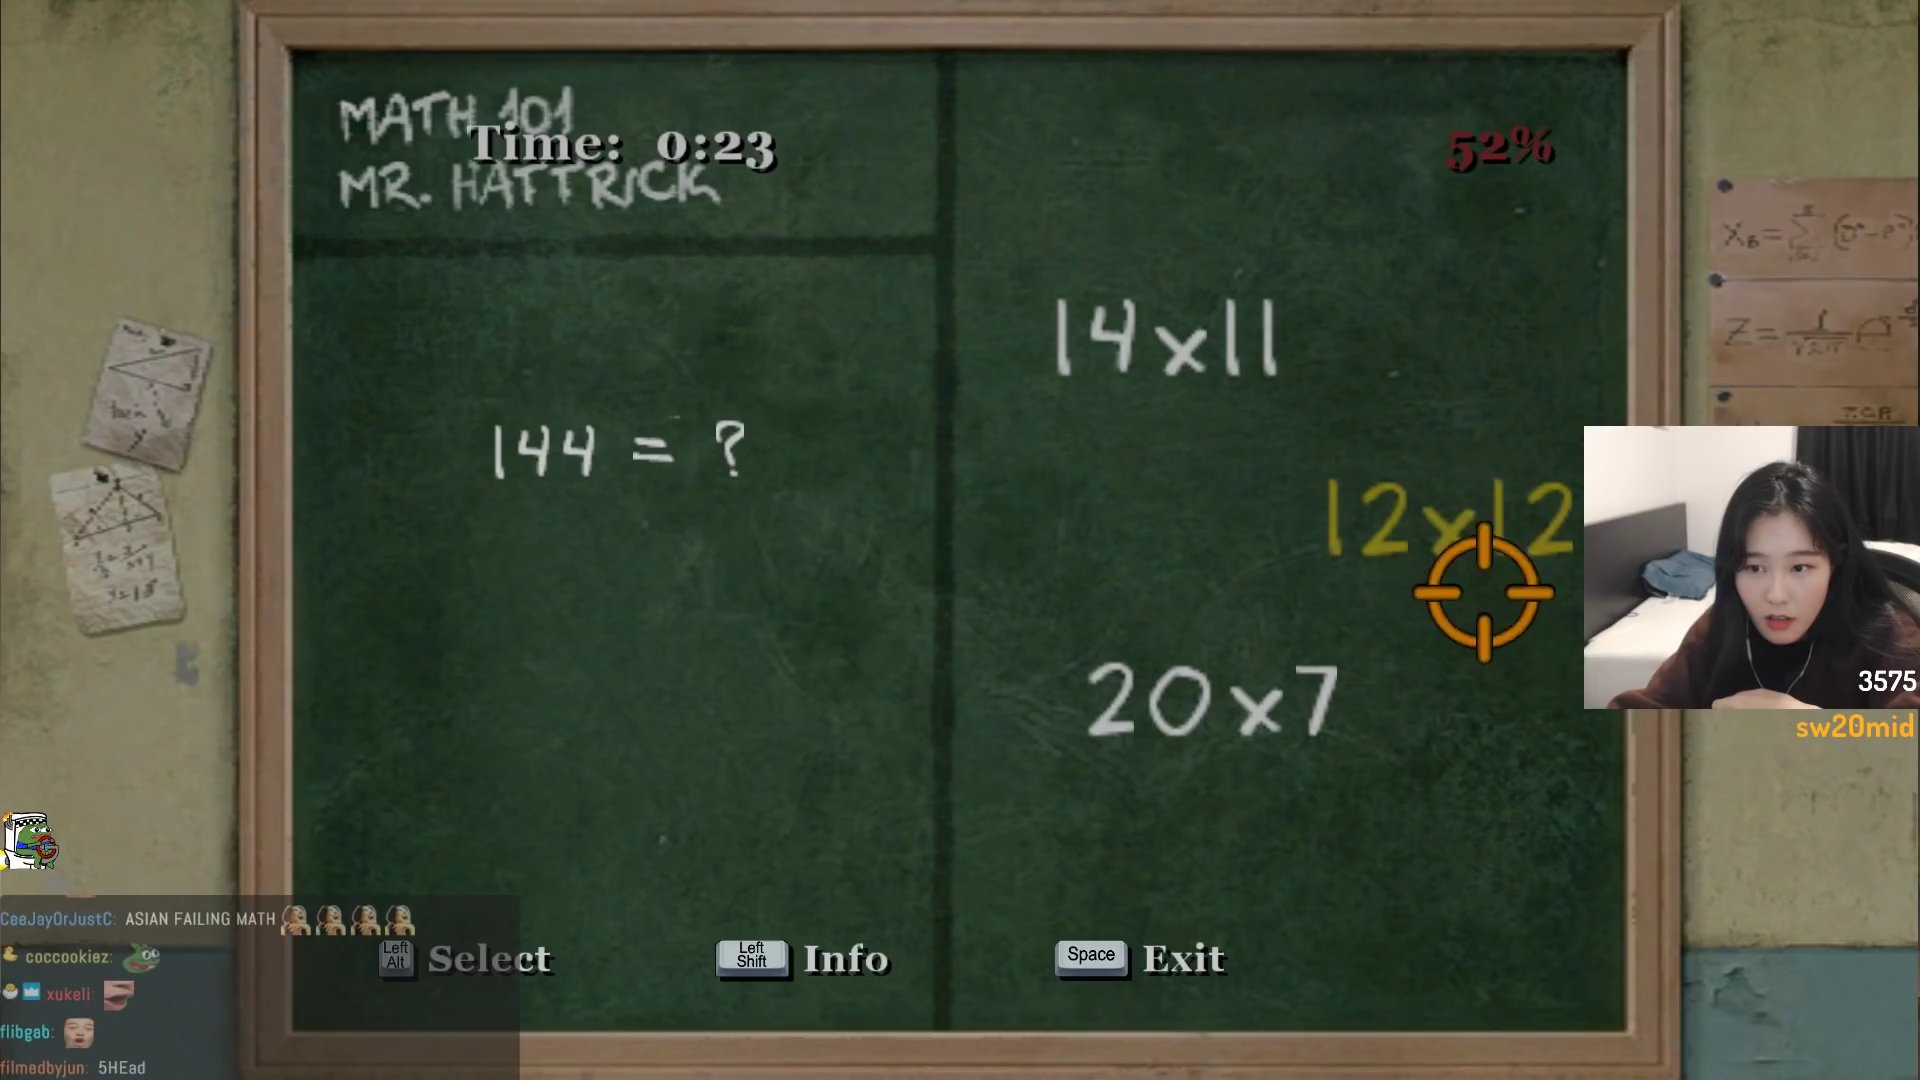 MATH 101
Time: 0:23
52%
MR. HATTRICK
14x11
144 = ?
12x12
20x7
3575
sw20mid
CeeJayOrJustC: ASIAN FAILING MATH
coccookiez:
xukeli:
flibgab:
filmedbyjun: 5HEad
Left Alt Select
Left Shift Info
Space Exit